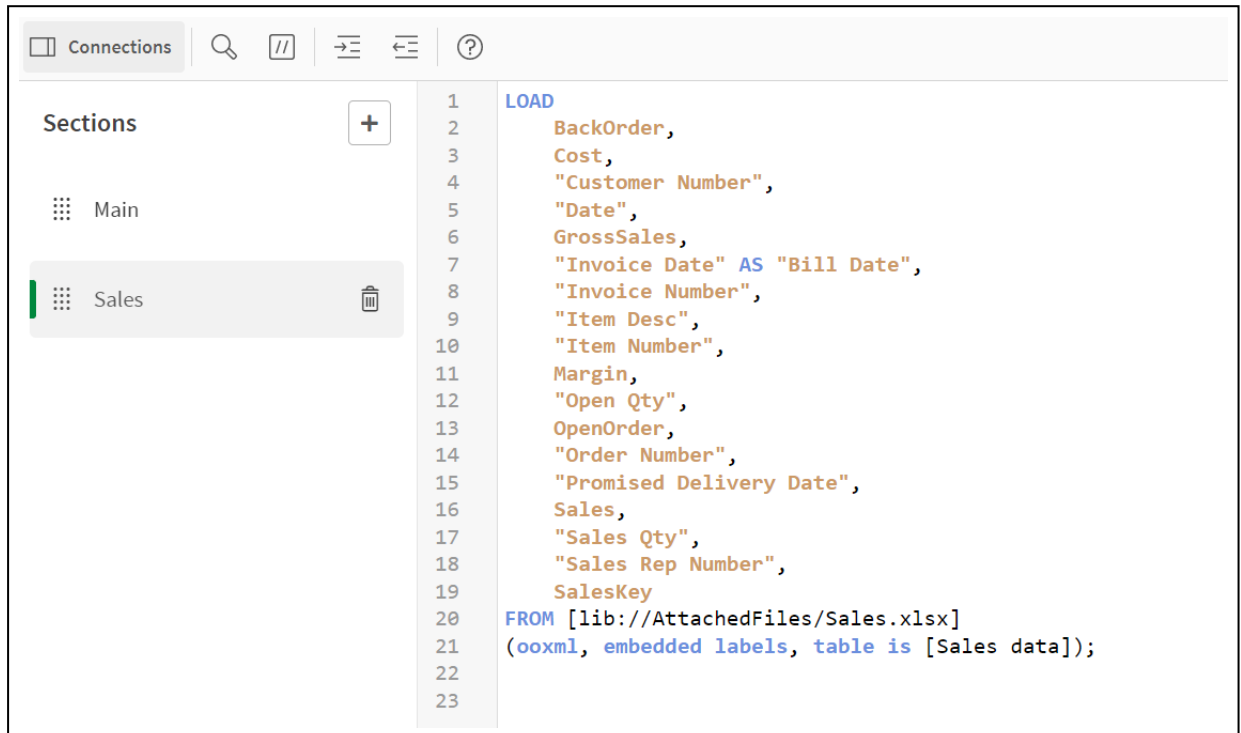 Connections
Sections
+
Main
Sales
1 LOAD
2 BackOrder,
3 Cost,
4 "Customer Number",
5 "Date",
6 GrossSales,
7 "Invoice Date" AS "Bill Date",
8 "Invoice Number",
9 "Item Desc",
10 "Item Number",
11 Margin,
12 "Open Qty",
13 OpenOrder,
14 "Order Number",
15 "Promised Delivery Date",
16 Sales,
17 "Sales Qty",
18 "Sales Rep Number",
19 SalesKey
20 FROM [lib://AttachedFiles/Sales.xlsx]
21 (ooxml, embedded labels, table is [Sales data]);
22
23